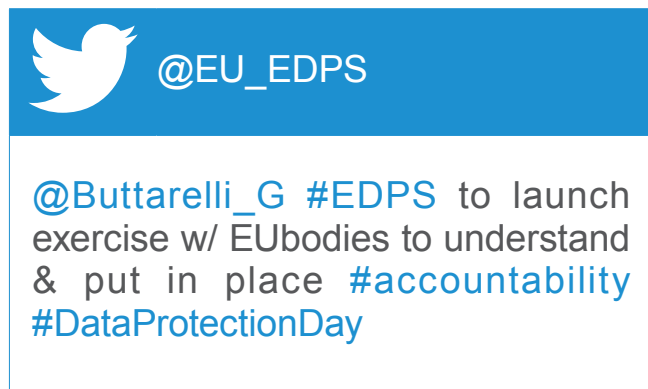 @EU_EDPS
@Buttarelli_G #EDPS to launch
exercise w/ EUbodies to understand
& put in place #accountability
#DataProtectionDay